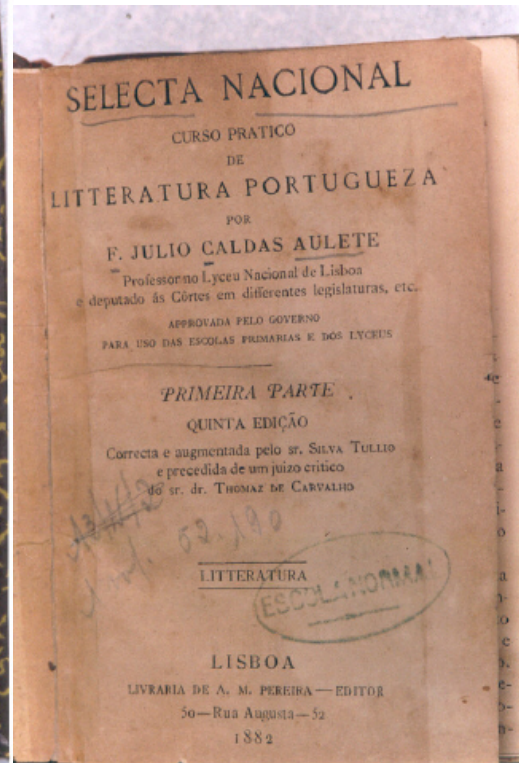 SELECTA NACIONAL
CURSO PRATICO
DE
LITTERATURA PORTUGUEZA
POR
F. JULIO CALDAS AULETE
Professor no Lyceu Nacional de Lisboa
e deputado ás Côrtes em differentes legislaturas, etc.
APPROVADA PELO GOVERNO
PARA USO DAS ESCOLAS PRIMARIAS E DOS LYCEUS
PRIMEIRA PARTE
QUINTA EDIÇÃO
Correcta e augmentada pelo sr. SILVA TULLIO
e precedida de um juizo critico
do sr. dr. THOMAZ DE CARVALHO
52.190
LITTERATURA
ESCOLA NORMAL
LISBOA
LIVRARIA DE A. M. PEREIRA—EDITOR
50—Rua Augusta—52
1882